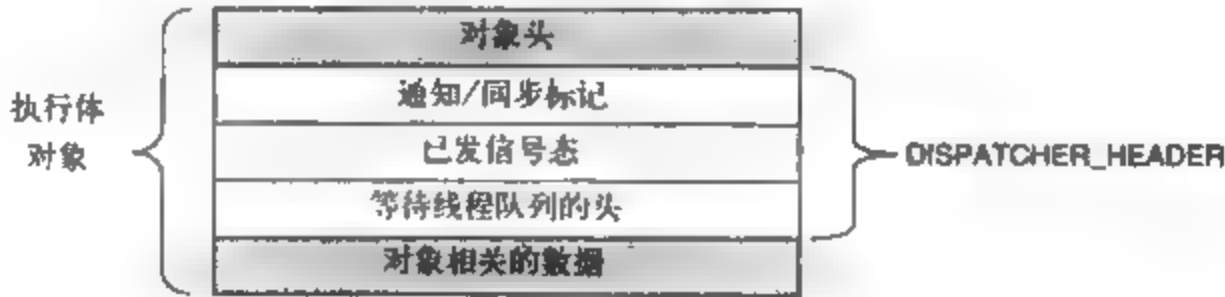 对象头
通知/同步标记
已发信号态
等待线程队列的头
对象相关的数据
执行体
对象
DISPATCHER_HEADER